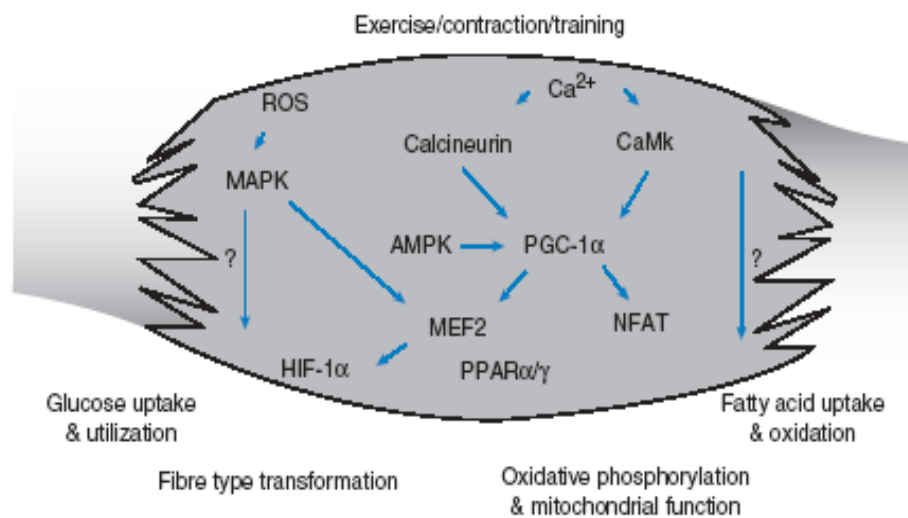 Exercise/contraction/training
Ca2+
ROS
Calcineurin
CaMk
MAPK
AMPK
PGC-1α
?
?
MEF2
NFAT
HIF-1α
PPARα/γ
Glucose uptake
& utilization
Fatty acid uptake
& oxidation
Fibre type transformation
Oxidative phosphorylation
& mitochondrial function